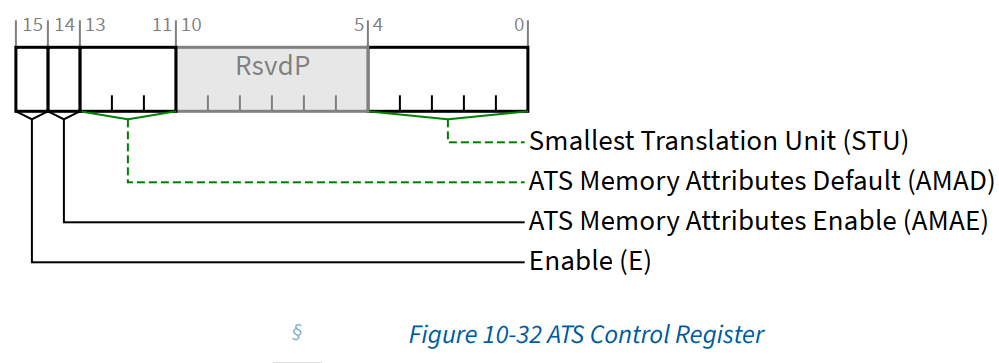 15 14 13 11 10 5 4 0
RsvdP
Smallest Translation Unit (STU)
ATS Memory Attributes Default (AMAD)
ATS Memory Attributes Enable (AMAE)
Enable (E)
§ Figure 10-32 ATS Control Register